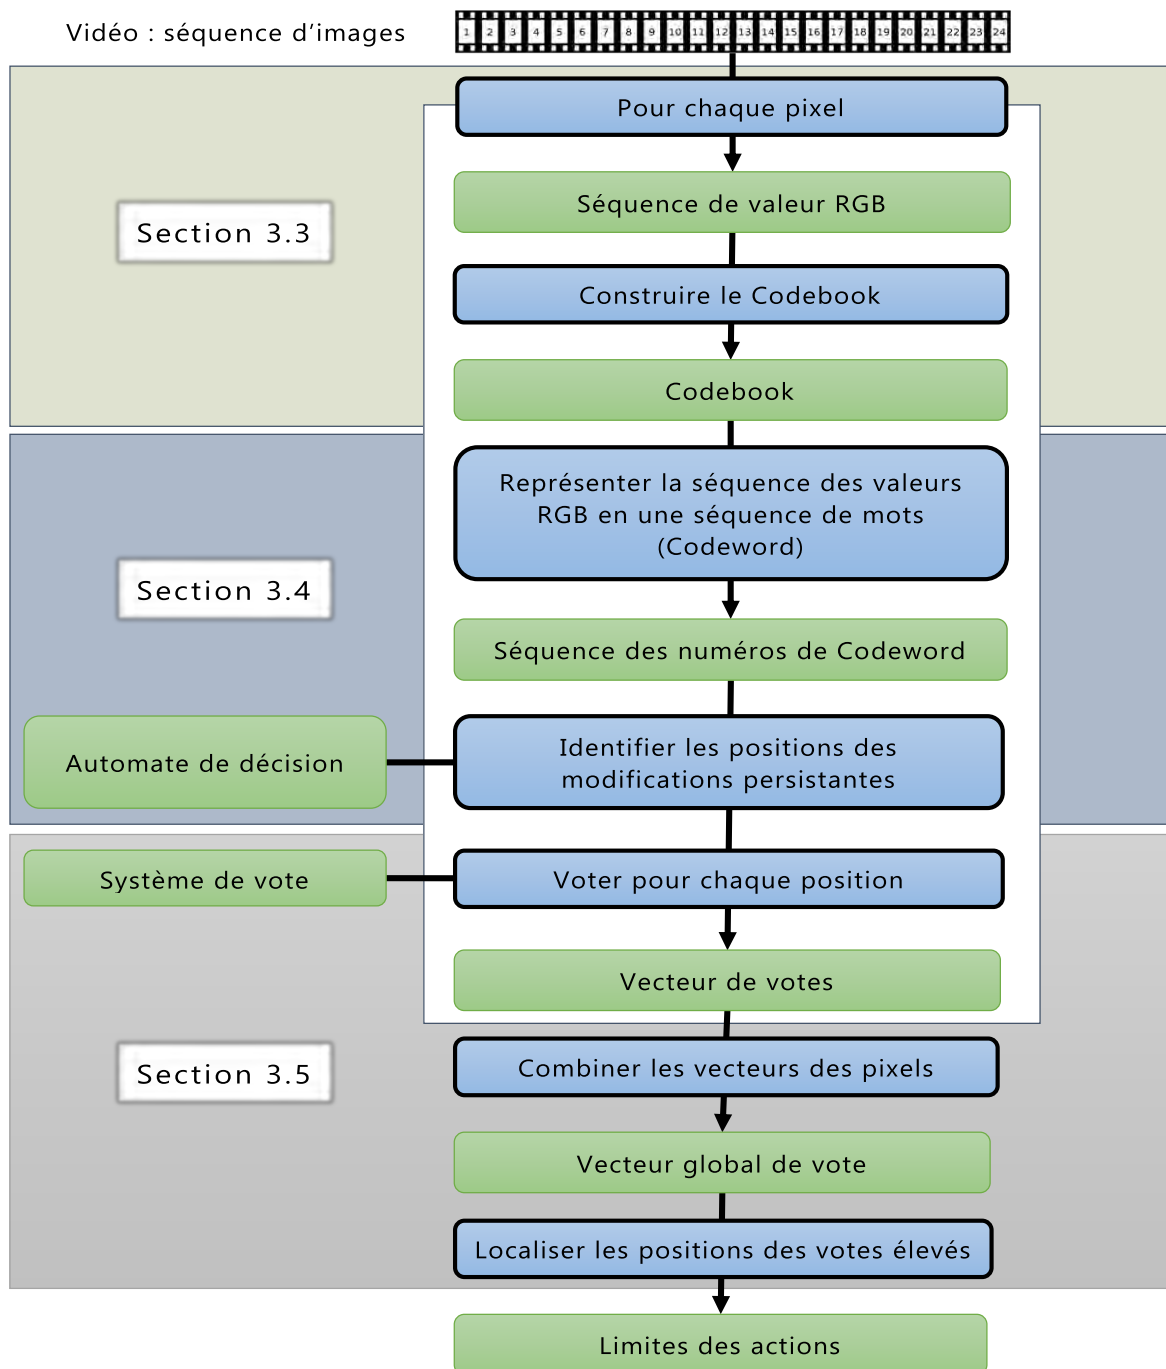 Vidéo : séquence d'images
1 2 3 4 5 6 7 8 9 10 11 12 13 14 15 16 17 18 19 20 21 22 23 24
Pour chaque pixel
Séquence de valeur RGB
Section 3.3
Construire le Codebook
Codebook
Représenter la séquence des valeurs
RGB en une séquence de mots
(Codeword)
Section 3.4
Séquence des numéros de Codeword
Automate de décision
Identifier les positions des
modifications persistantes
Système de vote
Voter pour chaque position
Vecteur de votes
Section 3.5
Combiner les vecteurs des pixels
Vecteur global de vote
Localiser les positions des votes élevés
Limites des actions